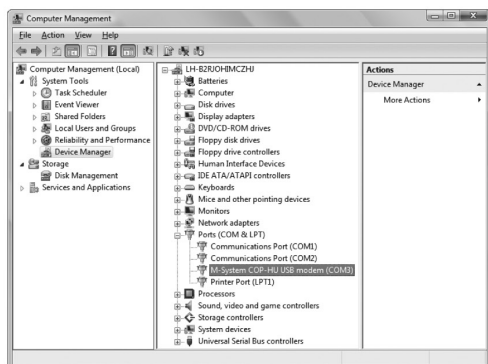 Computer Management
File Action View Help
Computer Management (Local)
System Tools
Task Scheduler
Event Viewer
Shared Folders
Local Users and Groups
Reliability and Performance
Device Manager
Storage
Disk Management
Services and Applications
LH-B2RJOHIMCZHJ
Batteries
Computer
Disk drives
Display adapters
DVD/CD-ROM drives
Floppy disk drives
Floppy drive controllers
Human Interface Devices
IDE ATA/ATAPI controllers
Keyboards
Mice and other pointing devices
Monitors
Network adapters
Ports (COM & LPT)
Communications Port (COM1)
Communications Port (COM2)
M-System COP-HU USB modem (COM3)
Printer Port (LPT1)
Processors
Sound, video and game controllers
Storage controllers
System devices
Universal Serial Bus controllers
Actions
Device Manager
More Actions